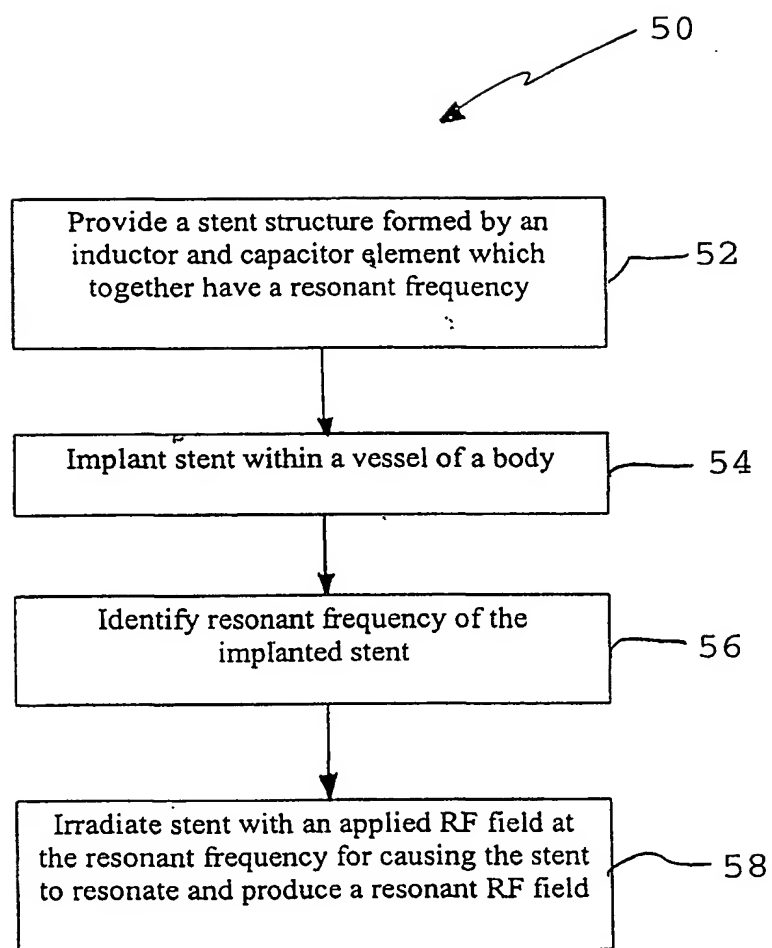 50
Provide a stent structure formed by an
inductor and capacitor element which
together have a resonant frequency
52
Implant stent within a vessel of a body
54
Identify resonant frequency of the
implanted stent
56
Irradiate stent with an applied RF field at
the resonant frequency for causing the stent
to resonate and produce a resonant RF field
58